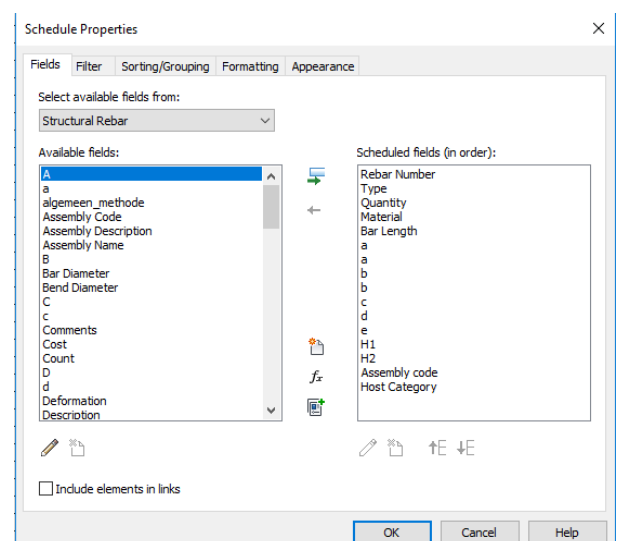 Schedule Properties
Fields Filter Sorting/Grouping Formatting Appearance
Select available fields from:
Structural Rebar
Available fields:
A
a
algemeen_methode
Assembly Code
Assembly Description
Assembly Name
B
Bar Diameter
Bend Diameter
C
c
Comments
Cost
Count
D
d
Deformation
Description
fx
Scheduled fields (in order):
Rebar Number
Type
Quantity
Material
Bar Length
a
a
b
b
c
d
e
H1
H2
Assembly code
Host Category
Include elements in links
OK Cancel Help